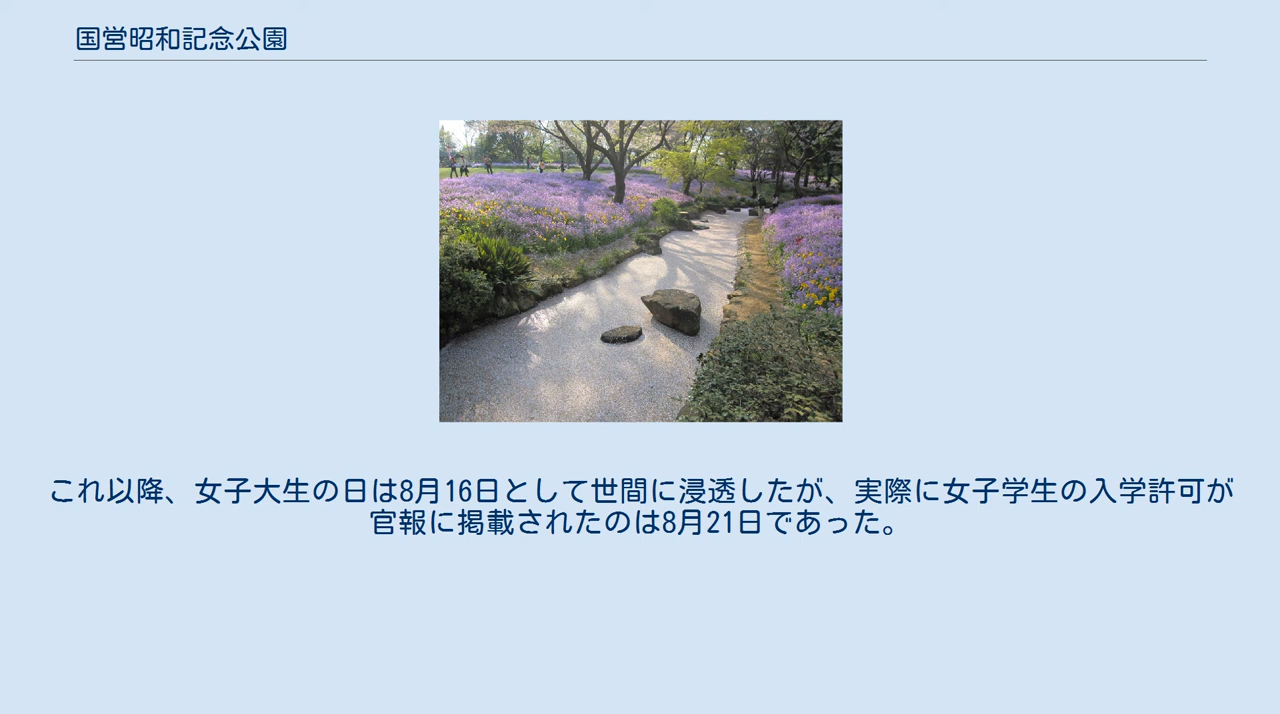 国営昭和記念公園
これ以降、女子大生の日は8月16日として世間に浸透したが、実際に女子学生の入学許可が
官報に掲載されたのは8月21日であった。